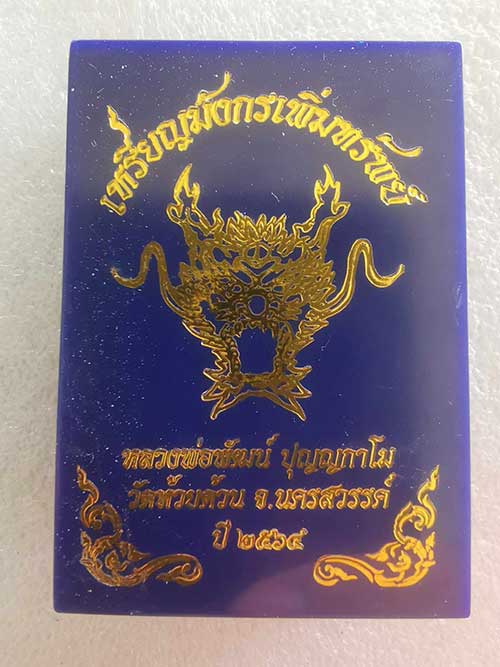 เหรียญมังกรเพิ่มทรัพย์
หลวงพ่อพัฒน์ ปุญญกาโม
วัดห้วยด้วน จ.นครสวรรค์
ปี ๒๕๖๔